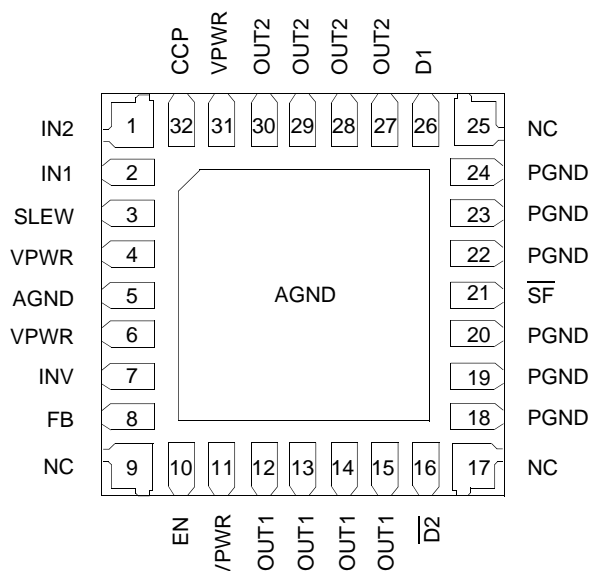 CCP VPWR OUT2 OUT2 OUT2 OUT2 D1
32 31 30 29 28 27 26
IN2 1 25 NC
IN1 2 24 PGND
SLEW 3 23 PGND
VPWR 4 22 PGND
AGND 5 AGND 21 S̅F̅
VPWR 6 20 PGND
INV 7 19 PGND
FB 8 18 PGND
NC 9 17 NC
10 11 12 13 14 15 16
EN VPWR OUT1 OUT1 OUT1 OUT1 D̅2̅